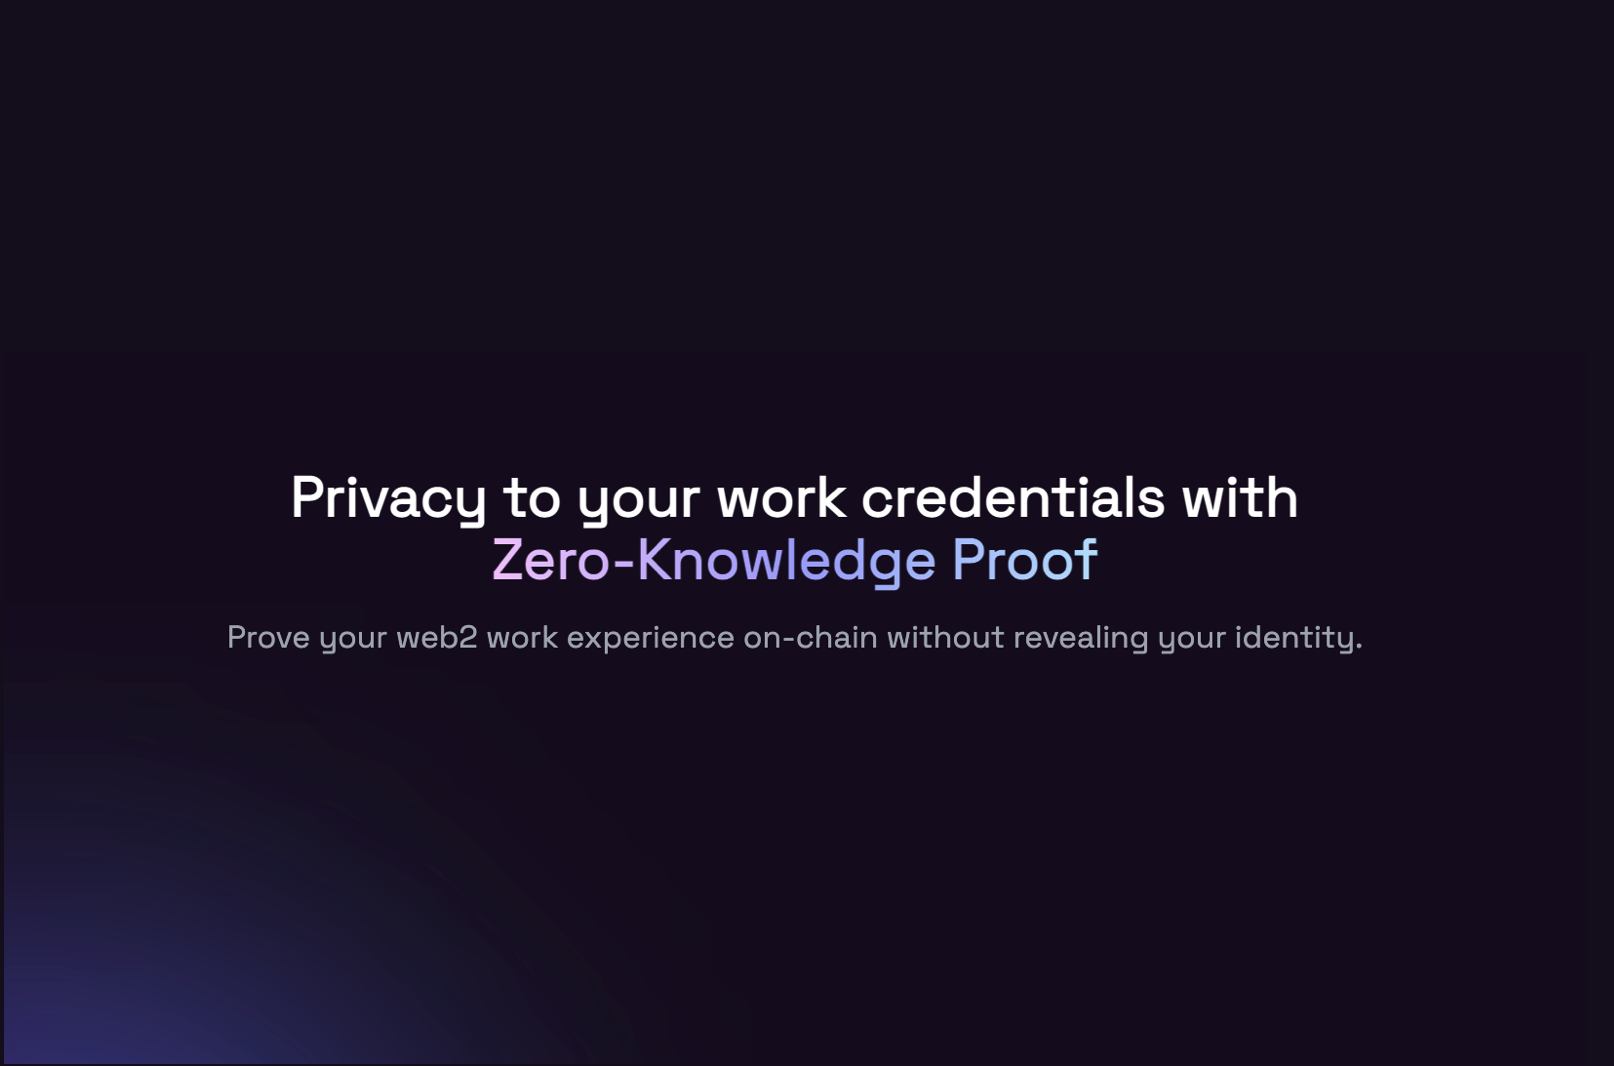 Privacy to your work credentials with
Zero-Knowledge Proof
Prove your web2 work experience on-chain without revealing your identity.